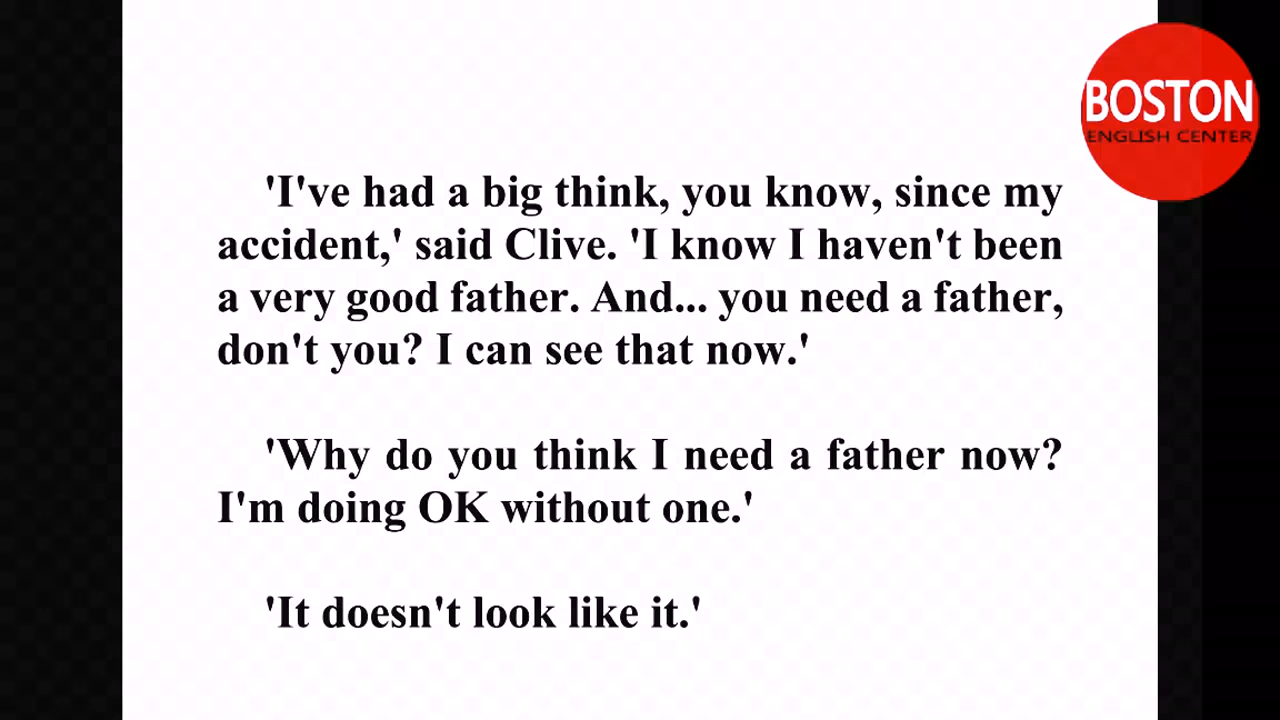 BOSTON
ENGLISH CENTER
'I've had a big think, you know, since my
accident,' said Clive. 'I know I haven't been
a very good father. And... you need a father,
don't you? I can see that now.'
'Why do you think I need a father now?
I'm doing OK without one.'
'It doesn't look like it.'